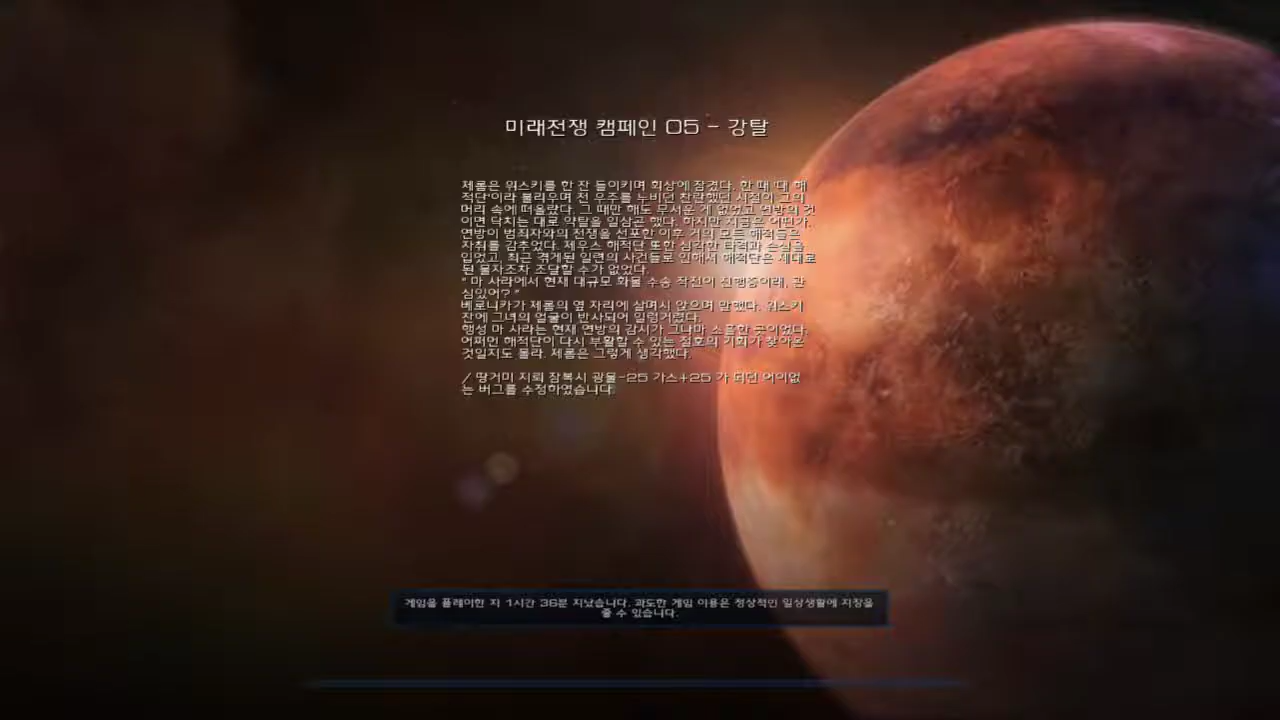 미래전쟁 캠페인 05 - 강탈
제롬은 위스키를 한 잔 들이키며 회상에 잠겼다. 한 때 '대 해
적단'이라 불리우며 전 우주를 누비던 찬란했던 시절이 그의
머리 속에 떠올랐다. 그 때만 해도 무서운 게 없었고 연방의 것
이면 닥치는 대로 약탈을 일삼곤 했다. 하지만 지금은 어떤가.
연방이 범죄자와의 전쟁을 선포한 이후 거의 모든 해적들은
자취를 감추었다. 제우스 해적단 또한 심각한 타격과 손실을
입었고, 최근 겪게된 일련의 사건들로 인해서 해적단은 제대로
된 물자조차 조달할 수가 없었다.
" 마 사라에서 현재 대규모 화물 수송 작전이 진행중이래. 관
심있어? "
베로니카가 제롬의 옆 자리에 살며시 앉으며 말했다. 위스키
잔에 그녀의 얼굴이 반사되어 일렁거렸다.
행성 마 사라는 현재 연방의 감시가 그나마 소홀한 곳이었다.
어쩌면 해적단이 다시 부활할 수 있는 절호의 기회가 찾아온
것일지도 몰라. 제롬은 그렇게 생각했다.
/ 땅거미 지뢰 잠복시 광물-25 가스+25 가 되던 어이없
는 버그를 수정하였습니다.
게임을 플레이한 지 1시간 36분 지났습니다. 과도한 게임 이용은 정상적인 일상생활에 지장을
줄 수 있습니다.